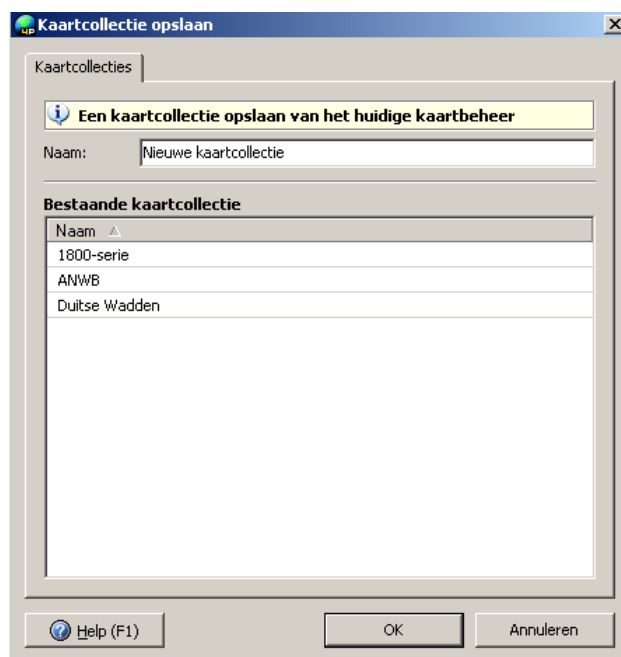 Kaartcollectie opslaan
Kaartcollecties
Een kaartcollectie opslaan van het huidige kaartbeheer
Naam: Nieuwe kaartcollectie
Bestaande kaartcollectie
Naam
1800-serie
ANWB
Duitse Wadden
Help (F1) OK Annuleren